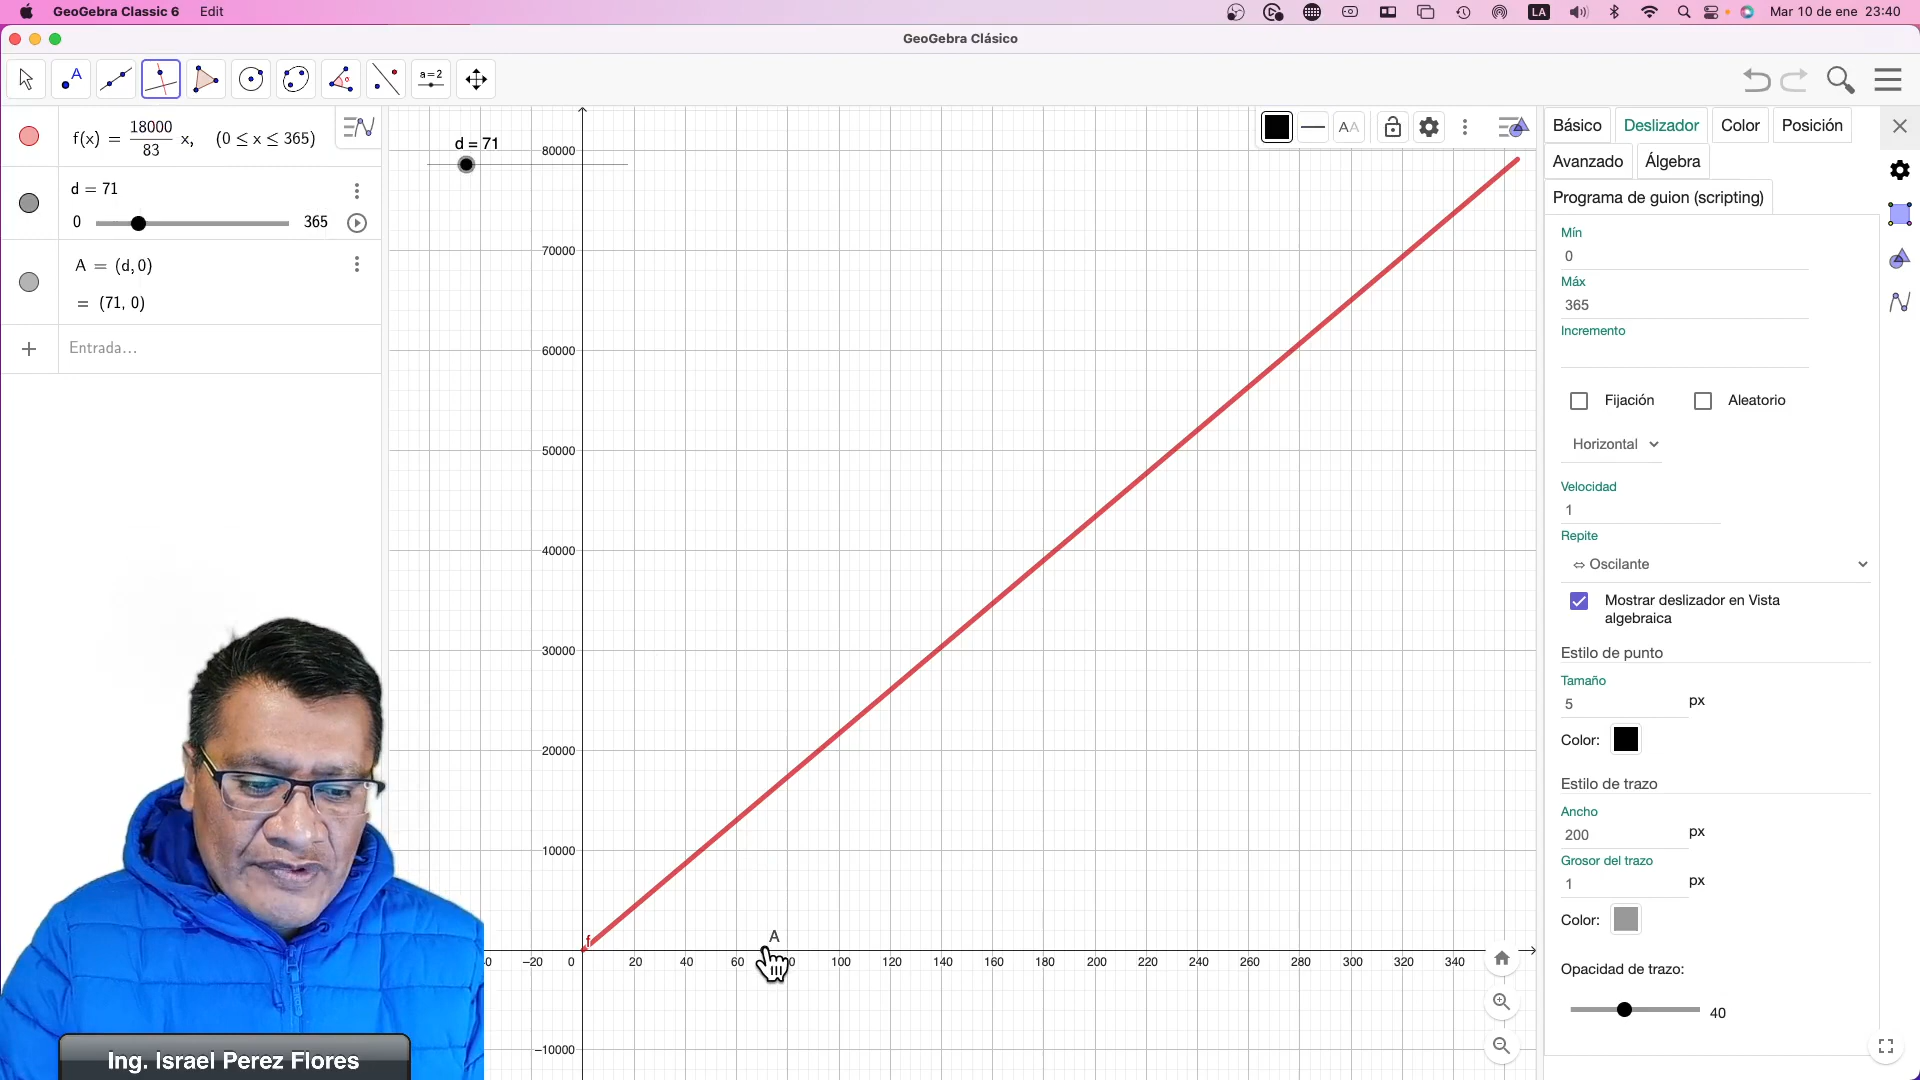 GeoGebra Classic 6 Edit LA Mar 10 de ene 23:40
GeoGebra Clásico
A α a=2
f(x) = 18000/83 x, (0 ≤ x ≤ 365)
d = 71
0 365
A = (d, 0)
= (71, 0)
+ Entrada…
d = 71
AA
80000
70000
60000
50000
40000
30000
20000
10000
−10000
f
A
−20 0 20 40 60 80 100 120 140 160 180 200 220 240 260 280 300 320 340
Básico Deslizador Color Posición
Avanzado Álgebra
Programa de guion (scripting)
Mín
0
Máx
365
Incremento
Fijación Aleatorio
Horizontal
Velocidad
1
Repite
⇔ Oscilante
Mostrar deslizador en Vista
algebraica
Estilo de punto
Tamaño
5 px
Color:
Estilo de trazo
Ancho
200 px
Grosor del trazo
1 px
Color:
Opacidad de trazo:
40
Ing. Israel Perez Flores